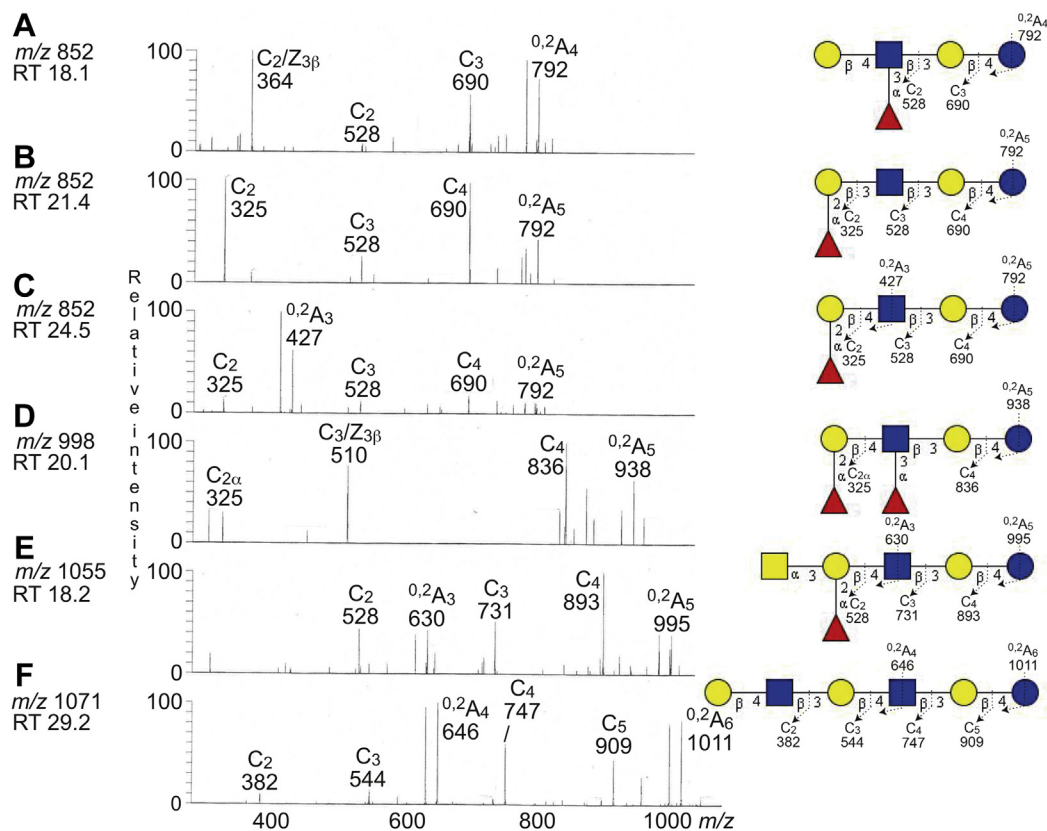 A
m/z 852
RT 18.1
100
0
C2/Z3β
364
C2
528
C3
690
0,2A4
792
0,2A4
792
β 4 β 3 β 4
3
α
C2
528
C3
690
B
m/z 852
RT 21.4
100
0
C2
325
C3
528
C4
690
0,2A5
792
0,2A5
792
β 3 β 3 β 4
2
α
C2
325
C3
528
C4
690
C
m/z 852
RT 24.5
100
0
C2
325
0,2A3
427
C3
528
C4
690
0,2A5
792
0,2A3
427
0,2A5
792
β 4 β 3 β 4
2
α
C2
325
C3
528
C4
690
D
m/z 998
RT 20.1
100
0
C2α
325
C3/Z3β
510
C4
836
0,2A5
938
0,2A5
938
β 4 β 3 β 4
2
α
C2α
325
3
α
C4
836
E
m/z 1055
RT 18.2
100
0
C2
528
0,2A3
630
C3
731
C4
893
0,2A5
995
0,2A3
630
0,2A5
995
α 3 β 4 β 3 β 4
2
α
C2
528
C3
731
C4
893
F
m/z 1071
RT 29.2
100
0
C2
382
C3
544
0,2A4
646
C4
747
C5
909
0,2A6
1011
0,2A4
646
0,2A6
1011
β 4 β 3 β 4 β 3 β 4
C2
382
C3
544
C4
747
C5
909
Relative intensity
400 600 800 1000 m/z